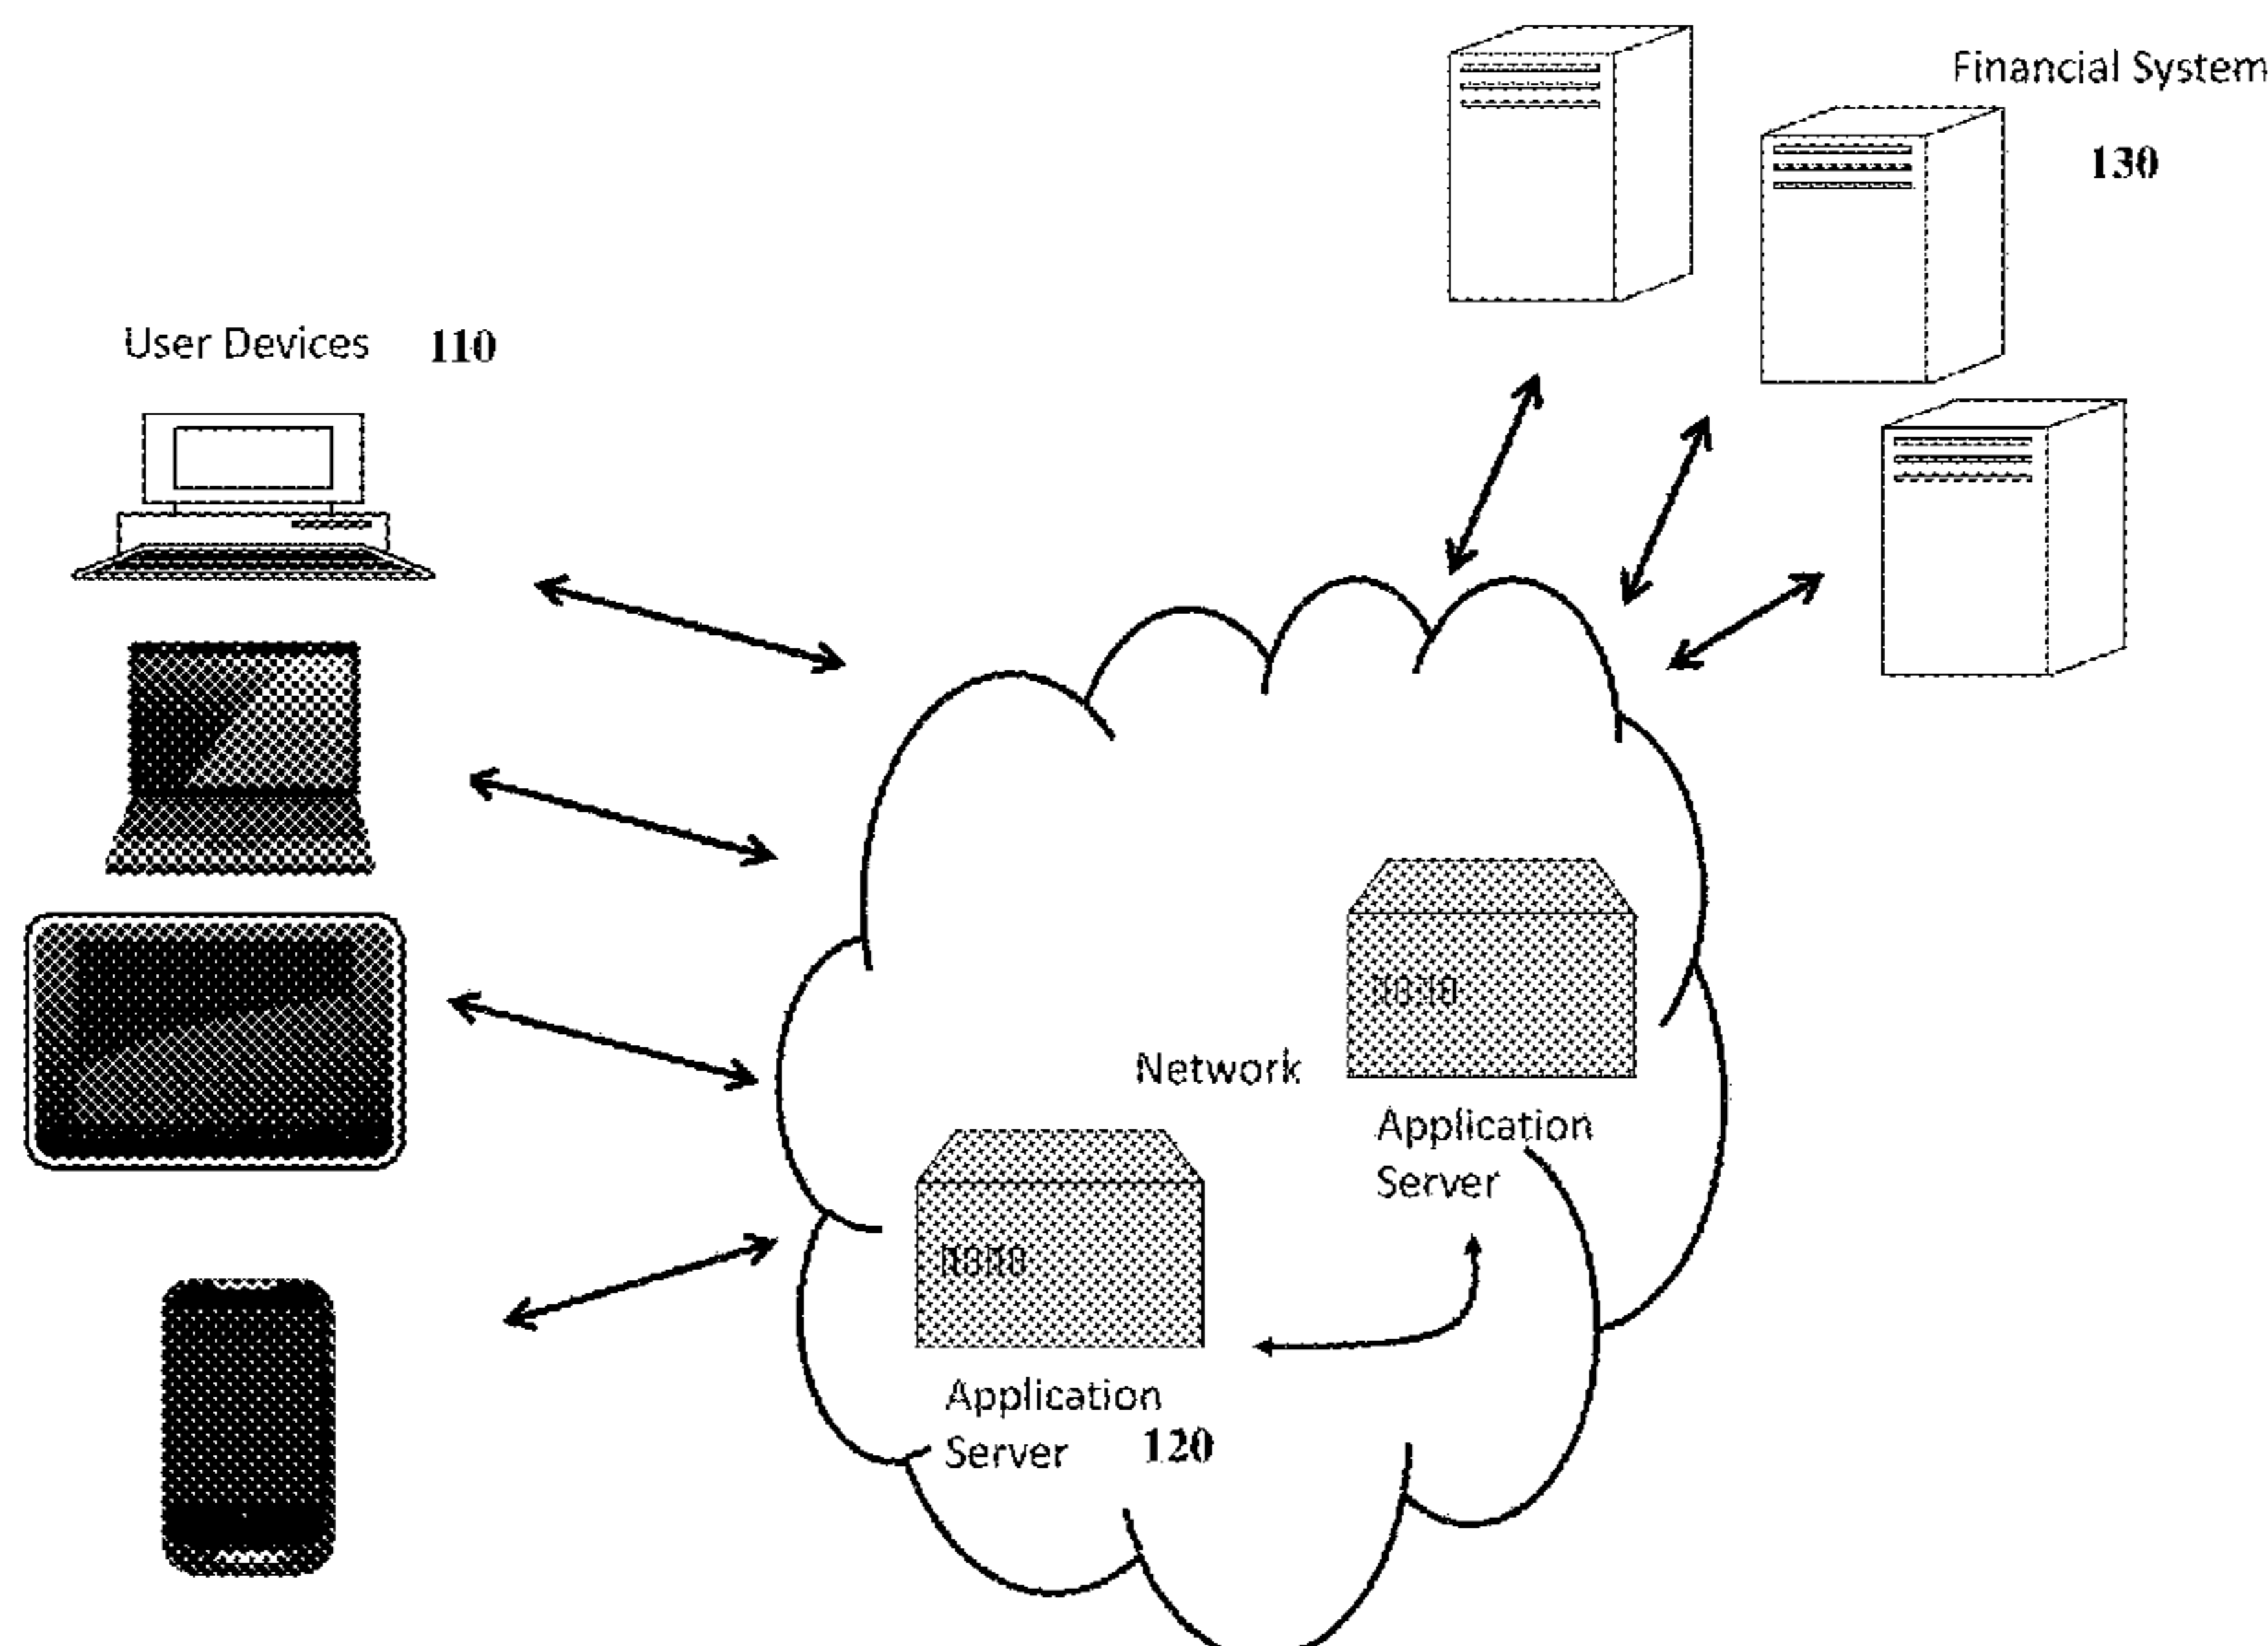 Financial System
130
User Devices 110
Network
Application
Server
Application
Server 120